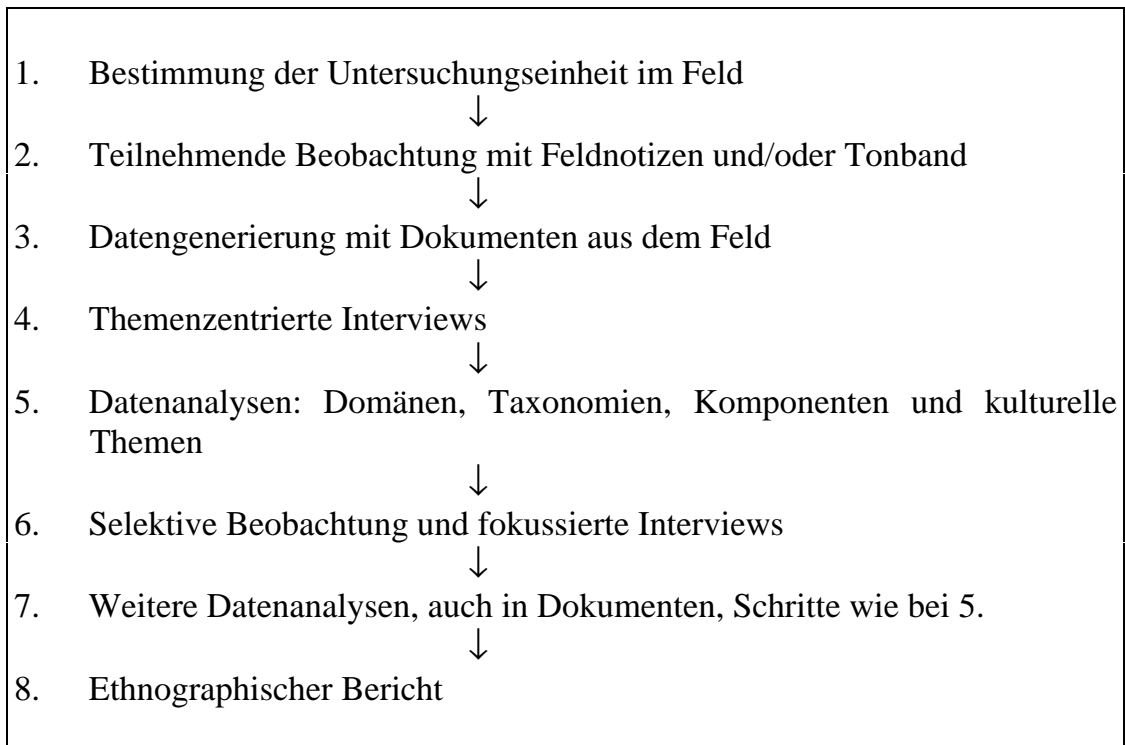 1. Bestimmung der Untersuchungseinheit im Feld
↓
2. Teilnehmende Beobachtung mit Feldnotizen und/oder Tonband
↓
3. Datengenerierung mit Dokumenten aus dem Feld
↓
4. Themenzentrierte Interviews
↓
5. Datenanalysen: Domänen, Taxonomien, Komponenten und kulturelle
Themen
↓
6. Selektive Beobachtung und fokussierte Interviews
↓
7. Weitere Datenanalysen, auch in Dokumenten, Schritte wie bei 5.
↓
8. Ethnographischer Bericht